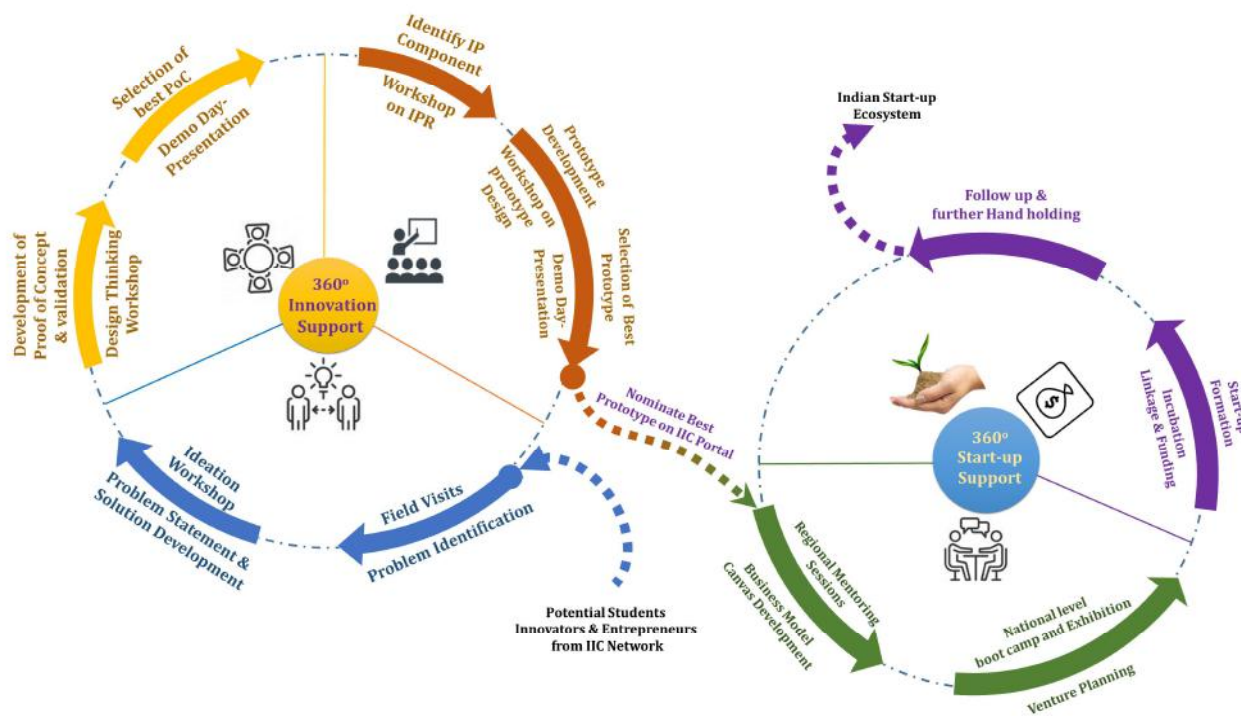 Identify IP
Component
Workshop
on IPR
Selection of
best PoC
Demo Day-
Presentation
Prototype
Development
Workshop on
prototype
Design
Development of
Proof of Concept
& validation
Design Thinking
Workshop
Selection of Best
Prototype
Demo Day-
Presentation
360o
Innovation
Support
Ideation
Workshop
Problem Statement &
Solution Development
Field Visits
Problem Identification
Potential Students
Innovators & Entrepreneurs
from IIC Network
Nominate Best
Prototype on IIC Portal
Indian Start-up
Ecosystem
Follow up &
further Hand holding
Start-up
Formation
Incubation
Linkage & Funding
$
360o
Start-up
Support
Regional Mentoring
Sessions
Business Model
Canvas Development
National level
boot camp and Exhibition
Venture Planning